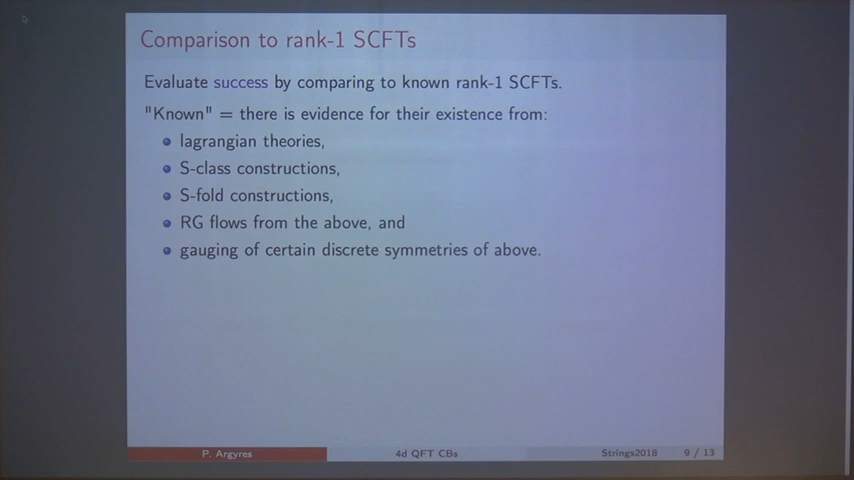 Comparison to rank-1 SCFTs
Evaluate success by comparing to known rank-1 SCFTs.
"Known" = there is evidence for their existence from:
lagrangian theories,
S-class constructions,
S-fold constructions,
RG flows from the above, and
gauging of certain discrete symmetries of above.
P. Argyres 4d QFT CBs Strings2018 9 / 13